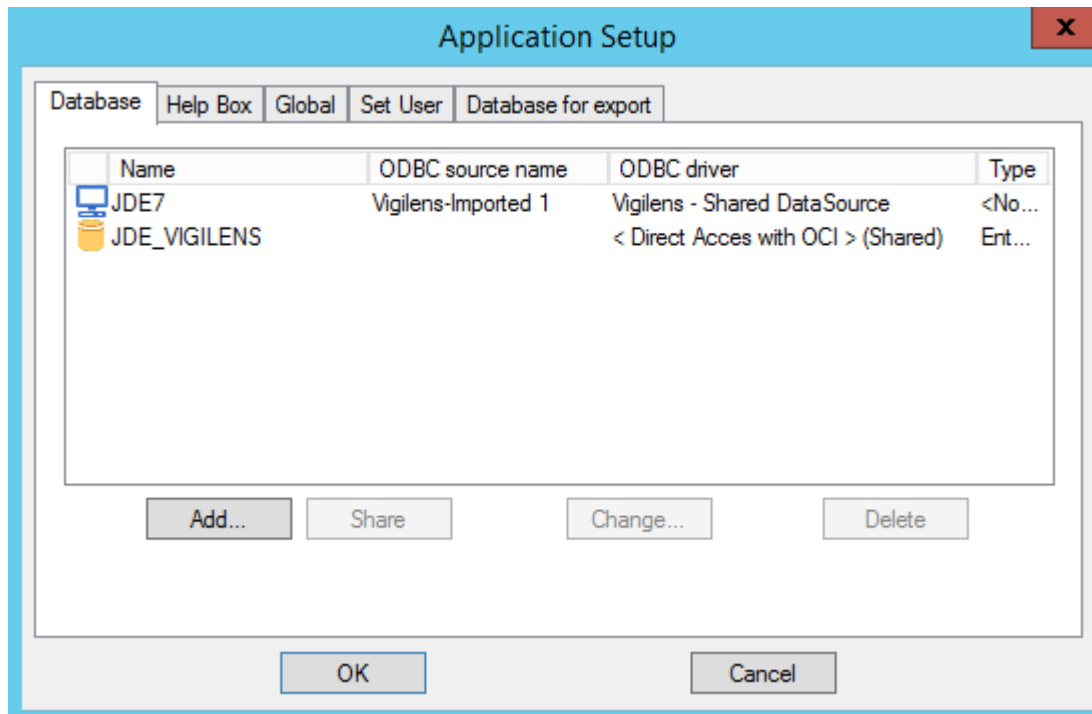 Application Setup
x
Database Help Box Global Set User Database for export
Name ODBC source name ODBC driver Type
JDE7 Vigilens-Imported 1 Vigilens - Shared DataSource <No...
JDE_VIGILENS < Direct Acces with OCI > (Shared) Ent...
Add... Share Change... Delete
OK Cancel